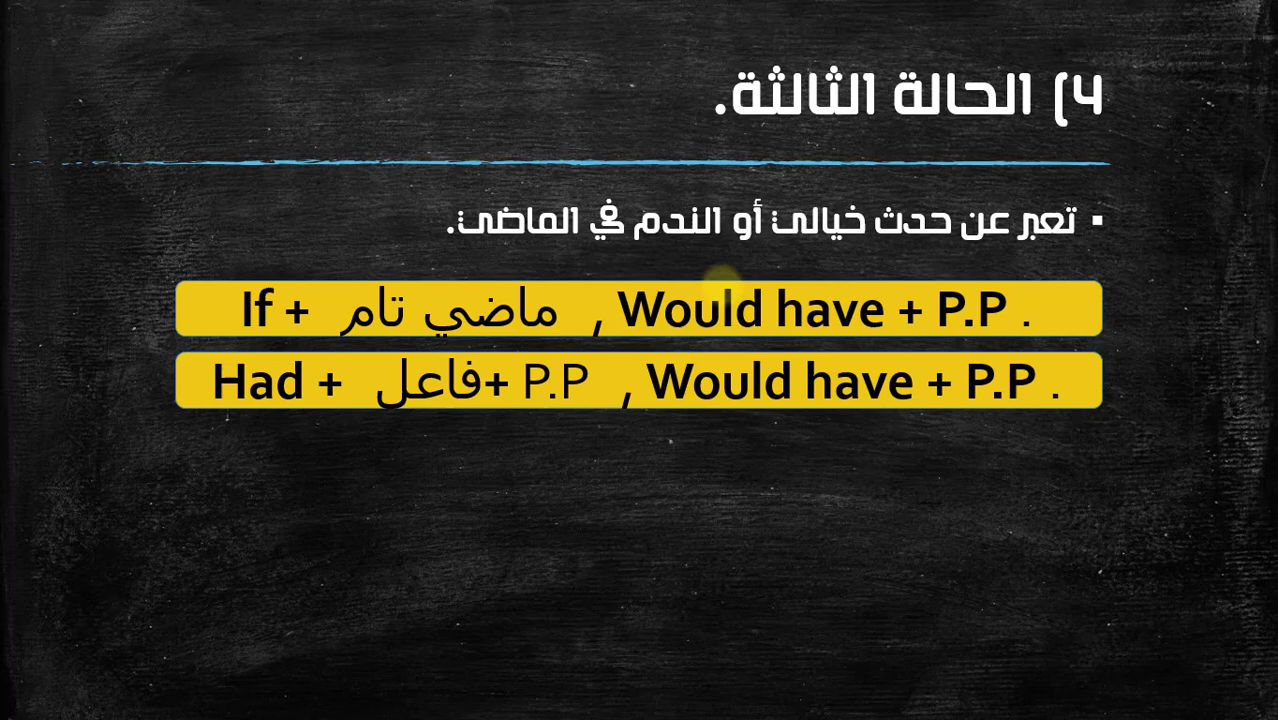 4) الحالة الثالثة.
▪ تعبر عن حدث خيالي أو الندم في الماضي.
If + ماضي تام , Would have + P.P .
Had + فاعل+ P.P , Would have + P.P .